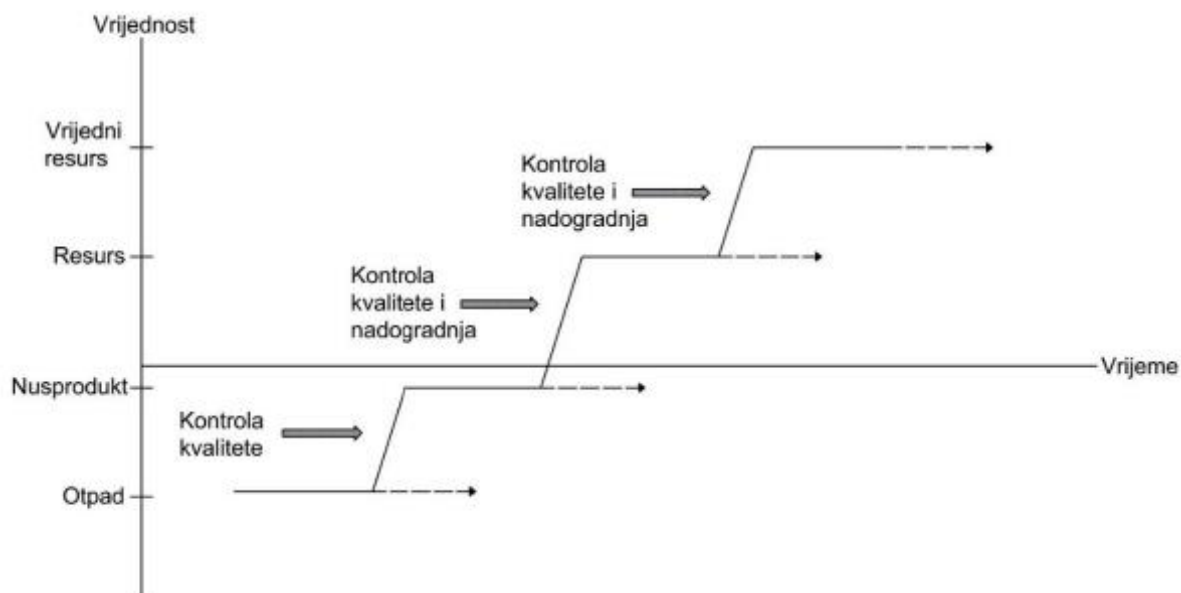 Vrijednost
Vrijedni
resurs
Kontrola
kvalitete i
nadogradnja
Resurs
Kontrola
kvalitete i
nadogradnja
Vrijeme
Nusprodukt
Kontrola
kvalitete
Otpad